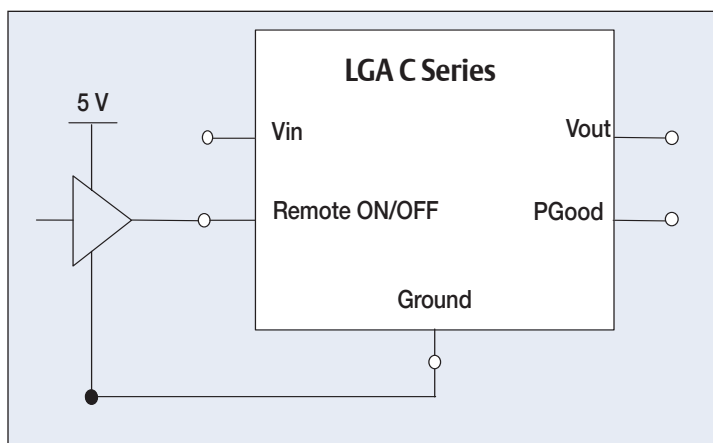 LGA C Series
5 V
Vin
Vout
Remote ON/OFF
PGood
Ground